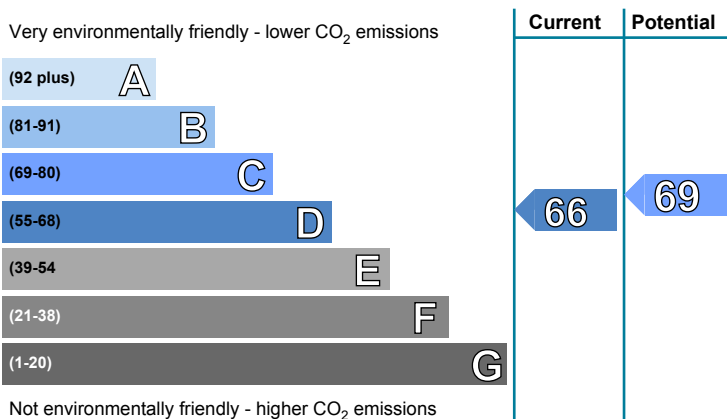 Current Potential
Very environmentally friendly - lower CO2 emissions
(92 plus) A
(81-91) B
(69-80) C
(55-68) D
(39-54 E
(21-38) F
(1-20) G
66 69
Not environmentally friendly - higher CO2 emissions